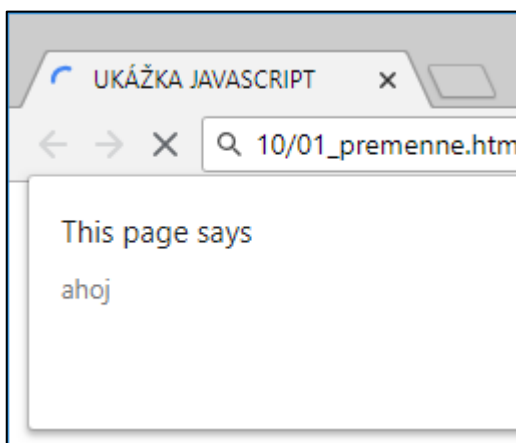 UKÁŽKA JAVASCRIPT
10/01_premenne.htm
This page says
ahoj